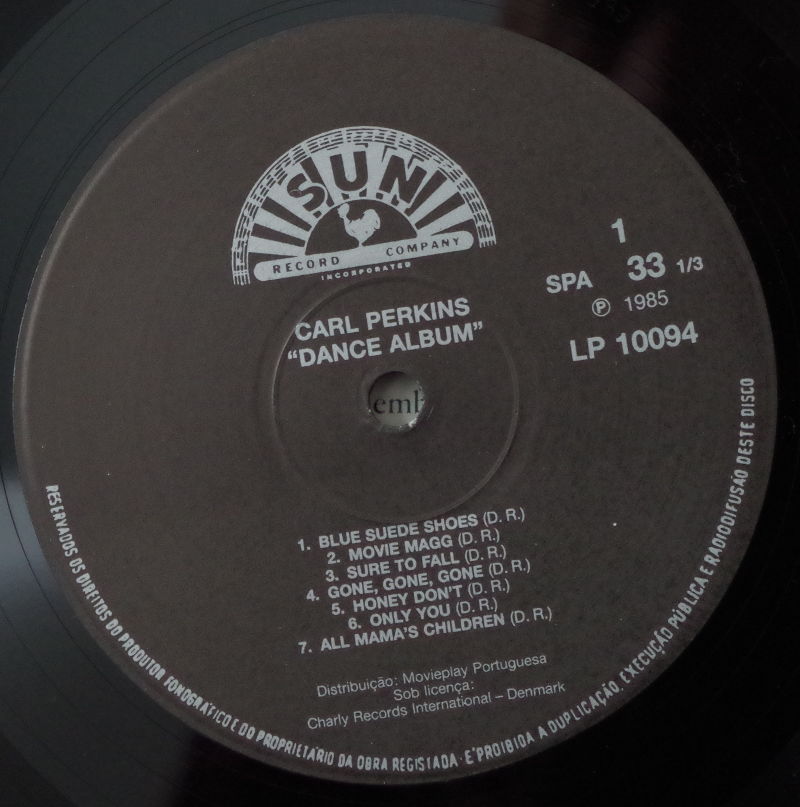 SUN
RECORD COMPANY
INCORPORATED
1
SPA 33 1/3
℗ 1985
LP 10094
CARL PERKINS
“DANCE ALBUM”
emb
1. BLUE SUEDE SHOES (D. R.)
2. MOVIE MAGG (D. R.)
3. SURE TO FALL (D. R.)
4. GONE, GONE, GONE (D. R.)
5. HONEY DON'T (D. R.)
6. ONLY YOU (D. R.)
7. ALL MAMA'S CHILDREN (D. R.)
Distribuição: Movieplay Portuguesa
Sob licença:
Charly Records International – Denmark
RESERVADOS OS DIREITOS DO PRODUTOR FONOGRÁFICO E DO PROPRIETÁRIO DA OBRA REGISTADA. É PROIBIDA A DUPLICAÇÃO, EXECUÇÃO PÚBLICA E RADIODIFUSÃO DESTE DISCO